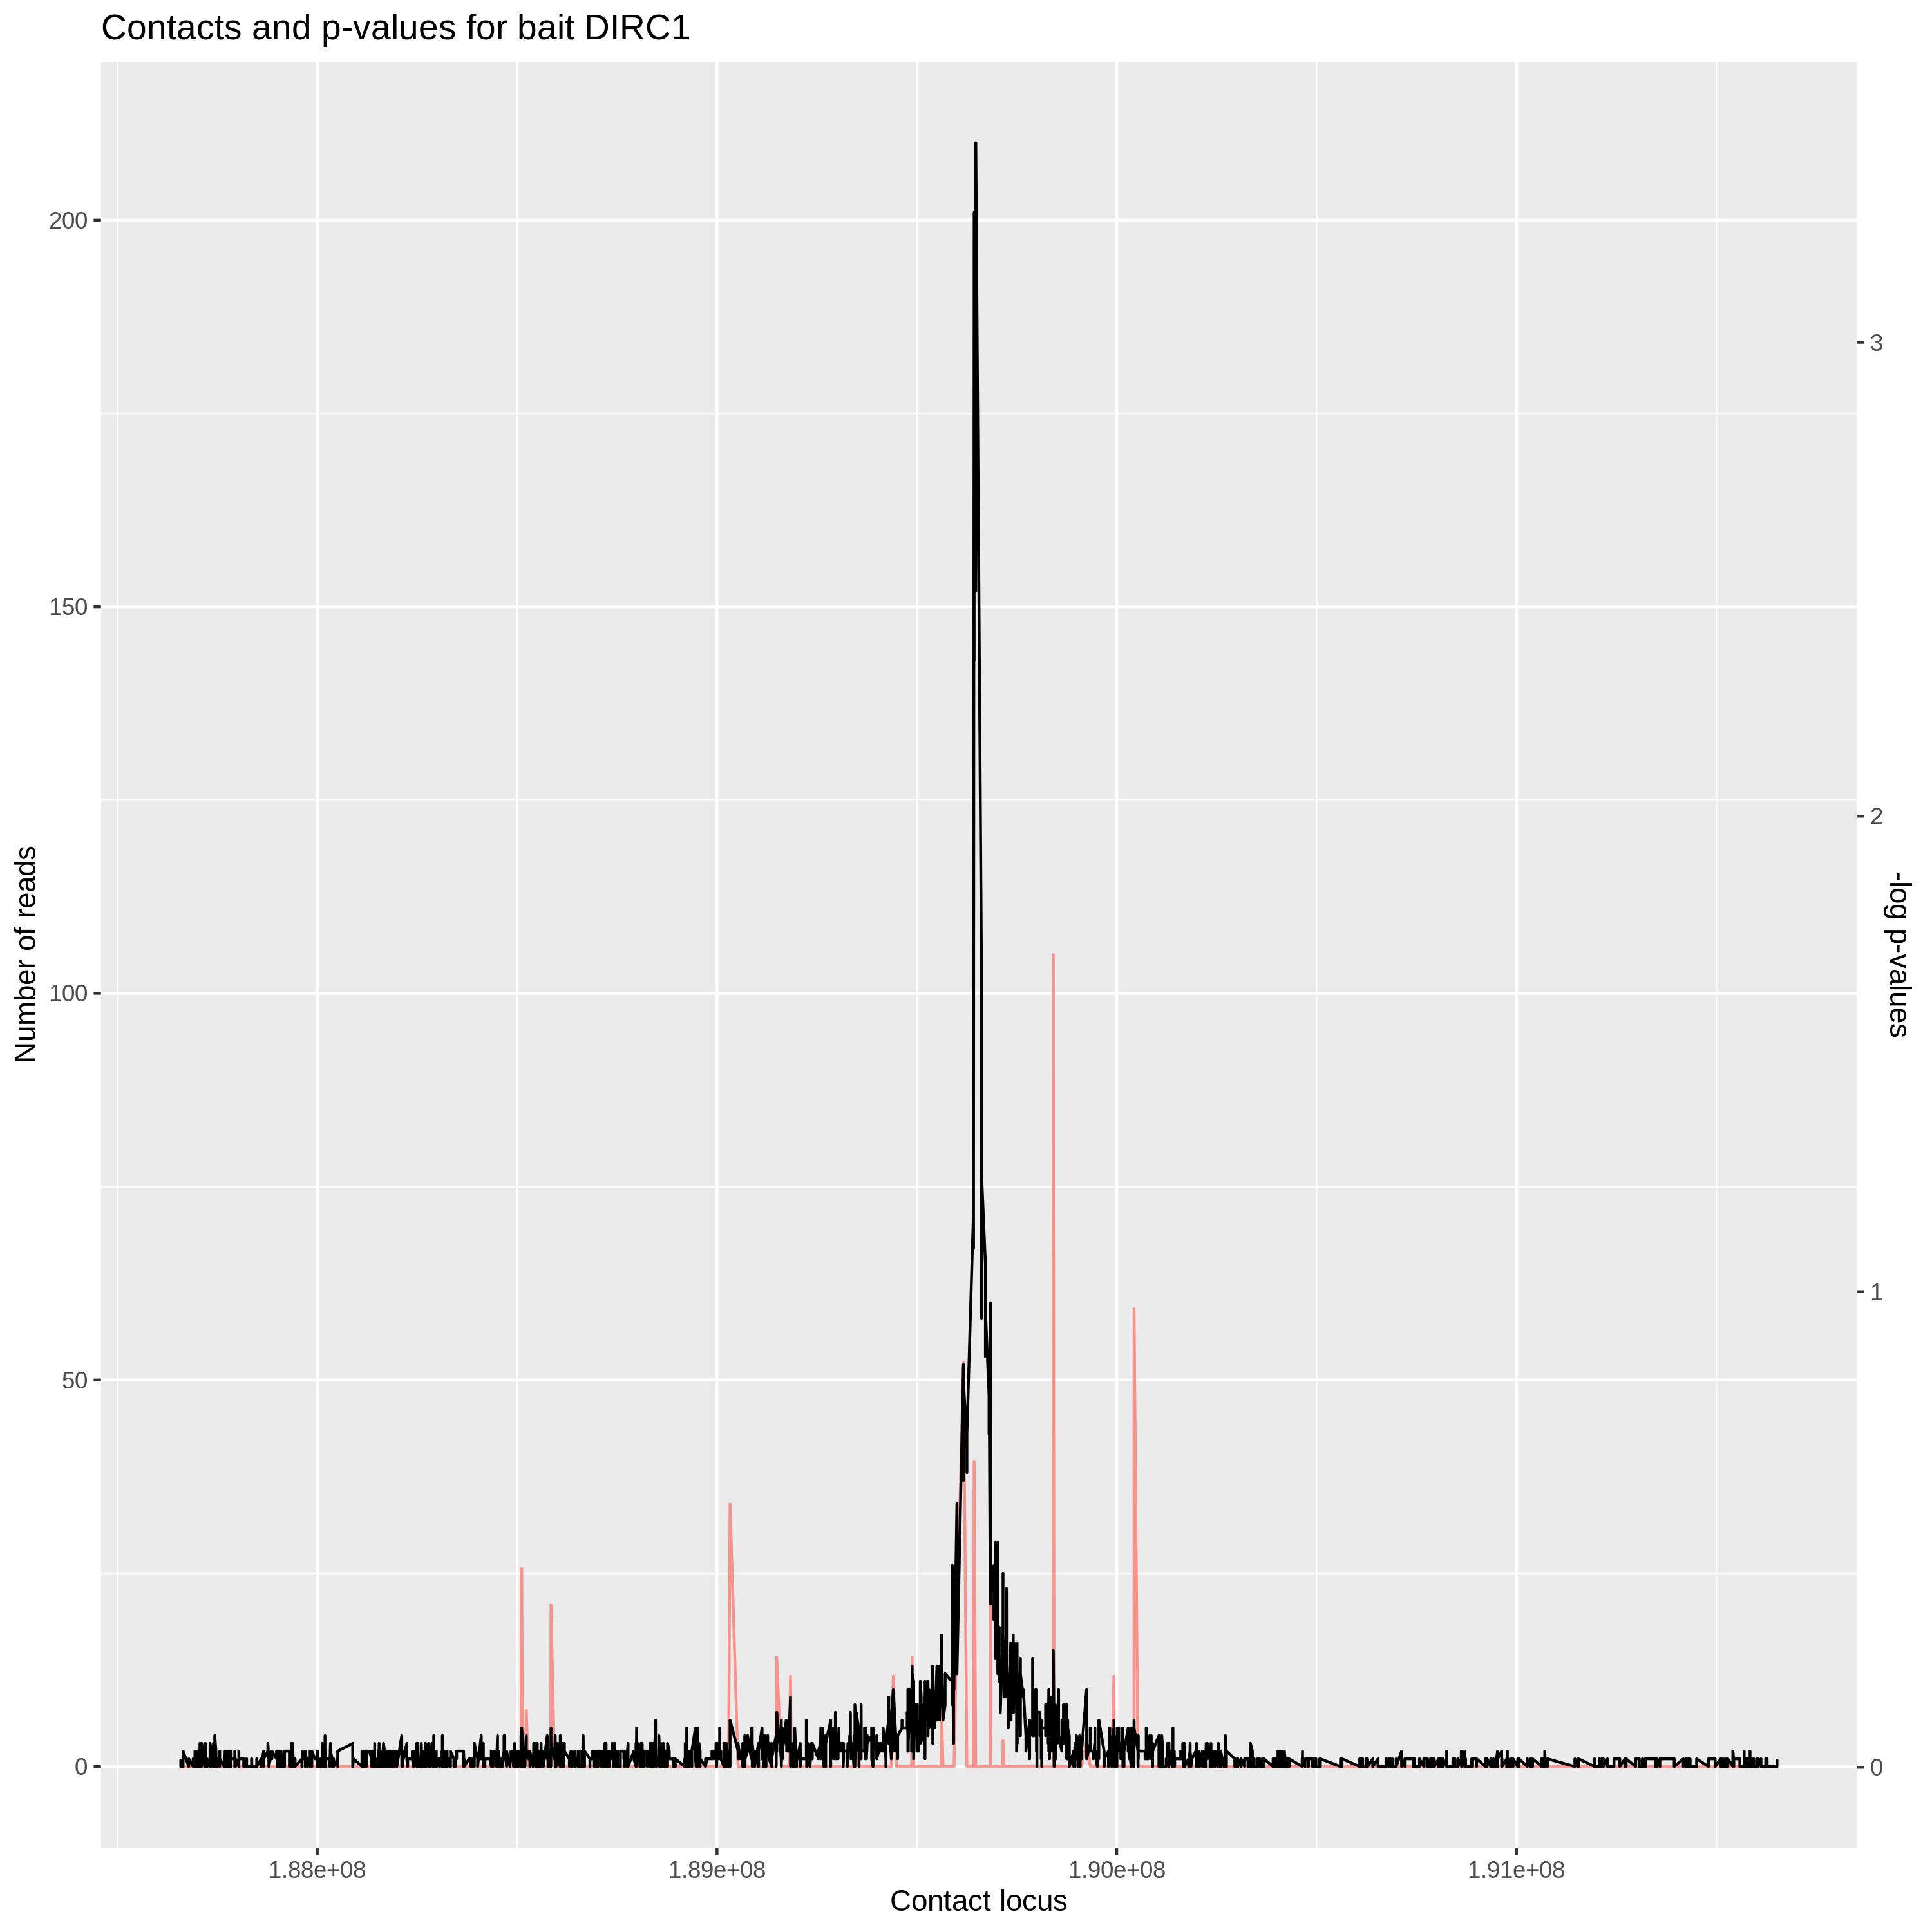 Contacts and p-values for bait DIRC1
200
150
100
50
0
Number of reads
3
2
1
0
-log p-values
1.88e+08 1.89e+08 1.90e+08 1.91e+08
Contact locus